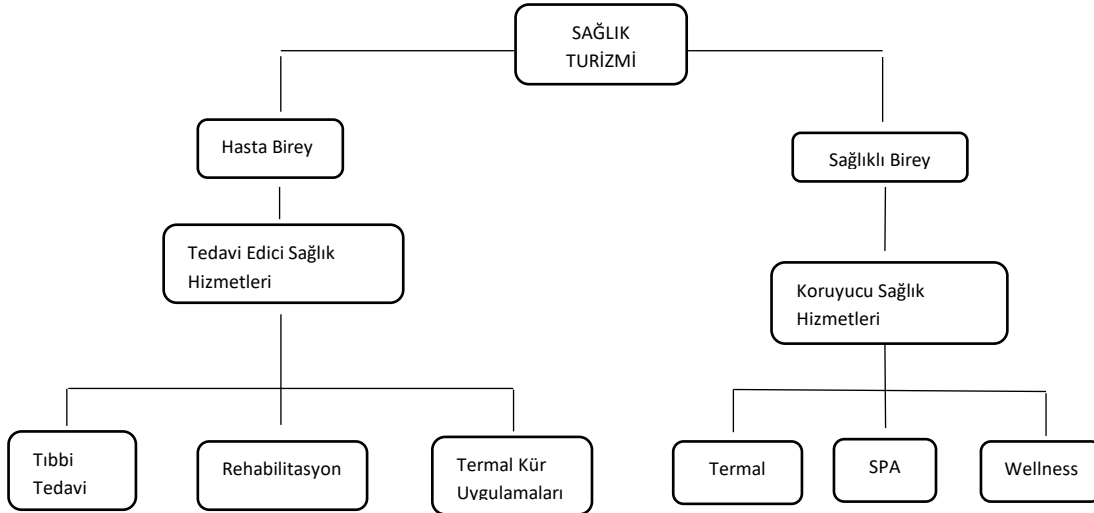 SAĞLIK
TURİZMİ
Hasta Birey
Sağlıklı Birey
Tedavi Edici Sağlık
Hizmetleri
Koruyucu Sağlık
Hizmetleri
Tıbbi
Tedavi
Rehabilitasyon
Termal Kür
Uygulamaları
Termal
SPA
Wellness